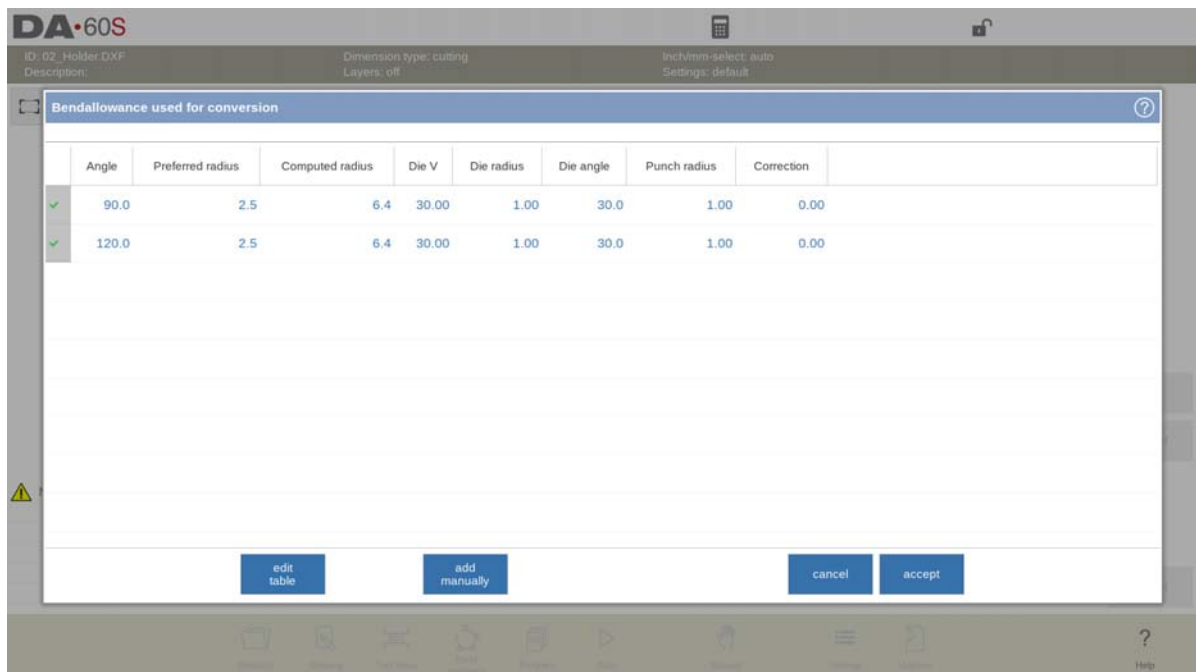 DA•60S
ID: 02_Holder.DXF Dimension type: cutting Inch/mm-select: auto
Description: Layers: off Settings: default
Bendallowance used for conversion
Angle Preferred radius Computed radius Die V Die radius Die angle Punch radius Correction
90.0 2.5 6.4 30.00 1.00 30.0 1.00 0.00
120.0 2.5 6.4 30.00 1.00 30.0 1.00 0.00
edit
table
add
manually
cancel
accept
?
Help